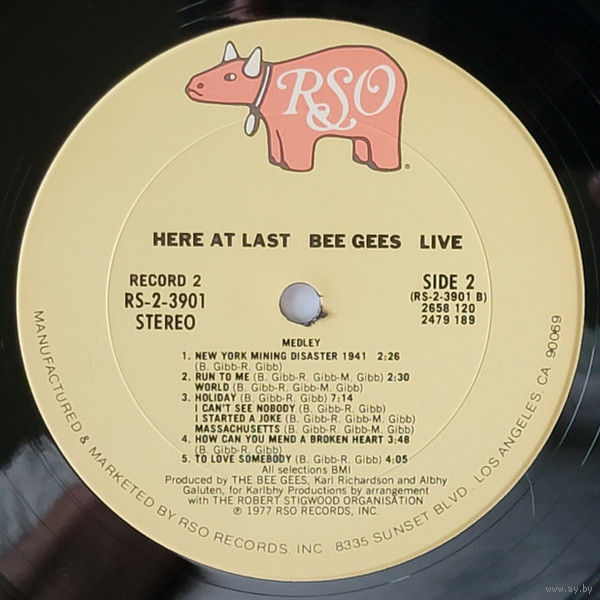 RSO
HERE AT LAST BEE GEES LIVE
RECORD 2
RS-2-3901
STEREO
SIDE 2
(RS-2-3901 B)
2658 120
2479 189
MEDLEY
1. NEW YORK MINING DISASTER 1941 2:26
(B. Gibb-R. Gibb)
2. RUN TO ME (B. Gibb-R. Gibb-M. Gibb) 2:30
WORLD (B. Gibb-R. Gibb-M. Gibb)
3. HOLIDAY (B. Gibb-R. Gibb) 7:14
I CAN'T SEE NOBODY (B. Gibb-R. Gibb)
I STARTED A JOKE (B. Gibb-R. Gibb-M. Gibb)
MASSACHUSETTS (B. Gibb-R. Gibb-M. Gibb)
4. HOW CAN YOU MEND A BROKEN HEART 3:48
(B. Gibb-R. Gibb)
5. TO LOVE SOMEBODY (B. Gibb-R. Gibb) 4:05
All selections BMI
Produced by THE BEE GEES, Karl Richardson and Albhy
Galuten, for Karlbhy Productions by arrangement
with THE ROBERT STIGWOOD ORGANISATION
℗ 1977 RSO RECORDS, INC.
MANUFACTURED & MARKETED BY RSO RECORDS, INC. 8335 SUNSET BLVD. LOS ANGELES, CA 90069
www.ay.by